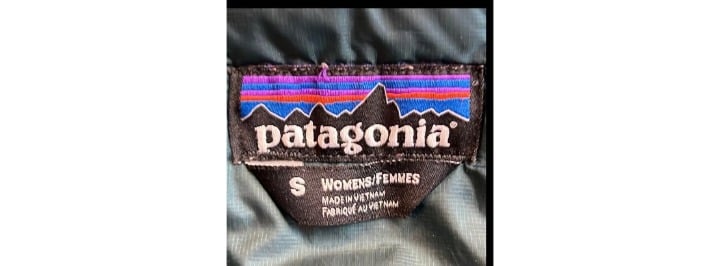 patagonia®
S WOMENS/FEMMES
MADE IN VIETNAM
FABRIQUÉ AU VIETNAM